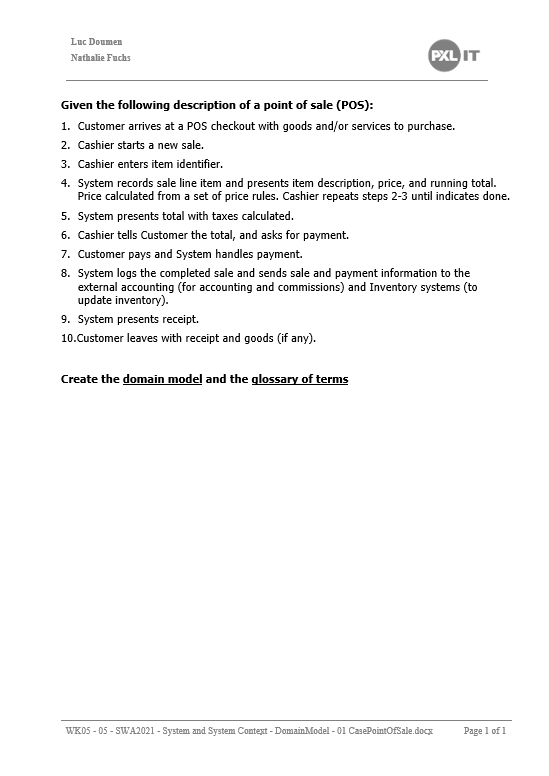 Luc Doumen
Nathalie Fuchs
PXL IT
Given the following description of a point of sale (POS):
1. Customer arrives at a POS checkout with goods and/or services to purchase.
2. Cashier starts a new sale.
3. Cashier enters item identifier.
4. System records sale line item and presents item description, price, and running total.
Price calculated from a set of price rules. Cashier repeats steps 2-3 until indicates done.
5. System presents total with taxes calculated.
6. Cashier tells Customer the total, and asks for payment.
7. Customer pays and System handles payment.
8. System logs the completed sale and sends sale and payment information to the
external accounting (for accounting and commissions) and Inventory systems (to
update inventory).
9. System presents receipt.
10.Customer leaves with receipt and goods (if any).
Create the domain model and the glossary of terms
WK05 - 05 - SWA2021 - System and System Context - DomainModel - 01 CasePointOfSale.docx Page 1 of 1